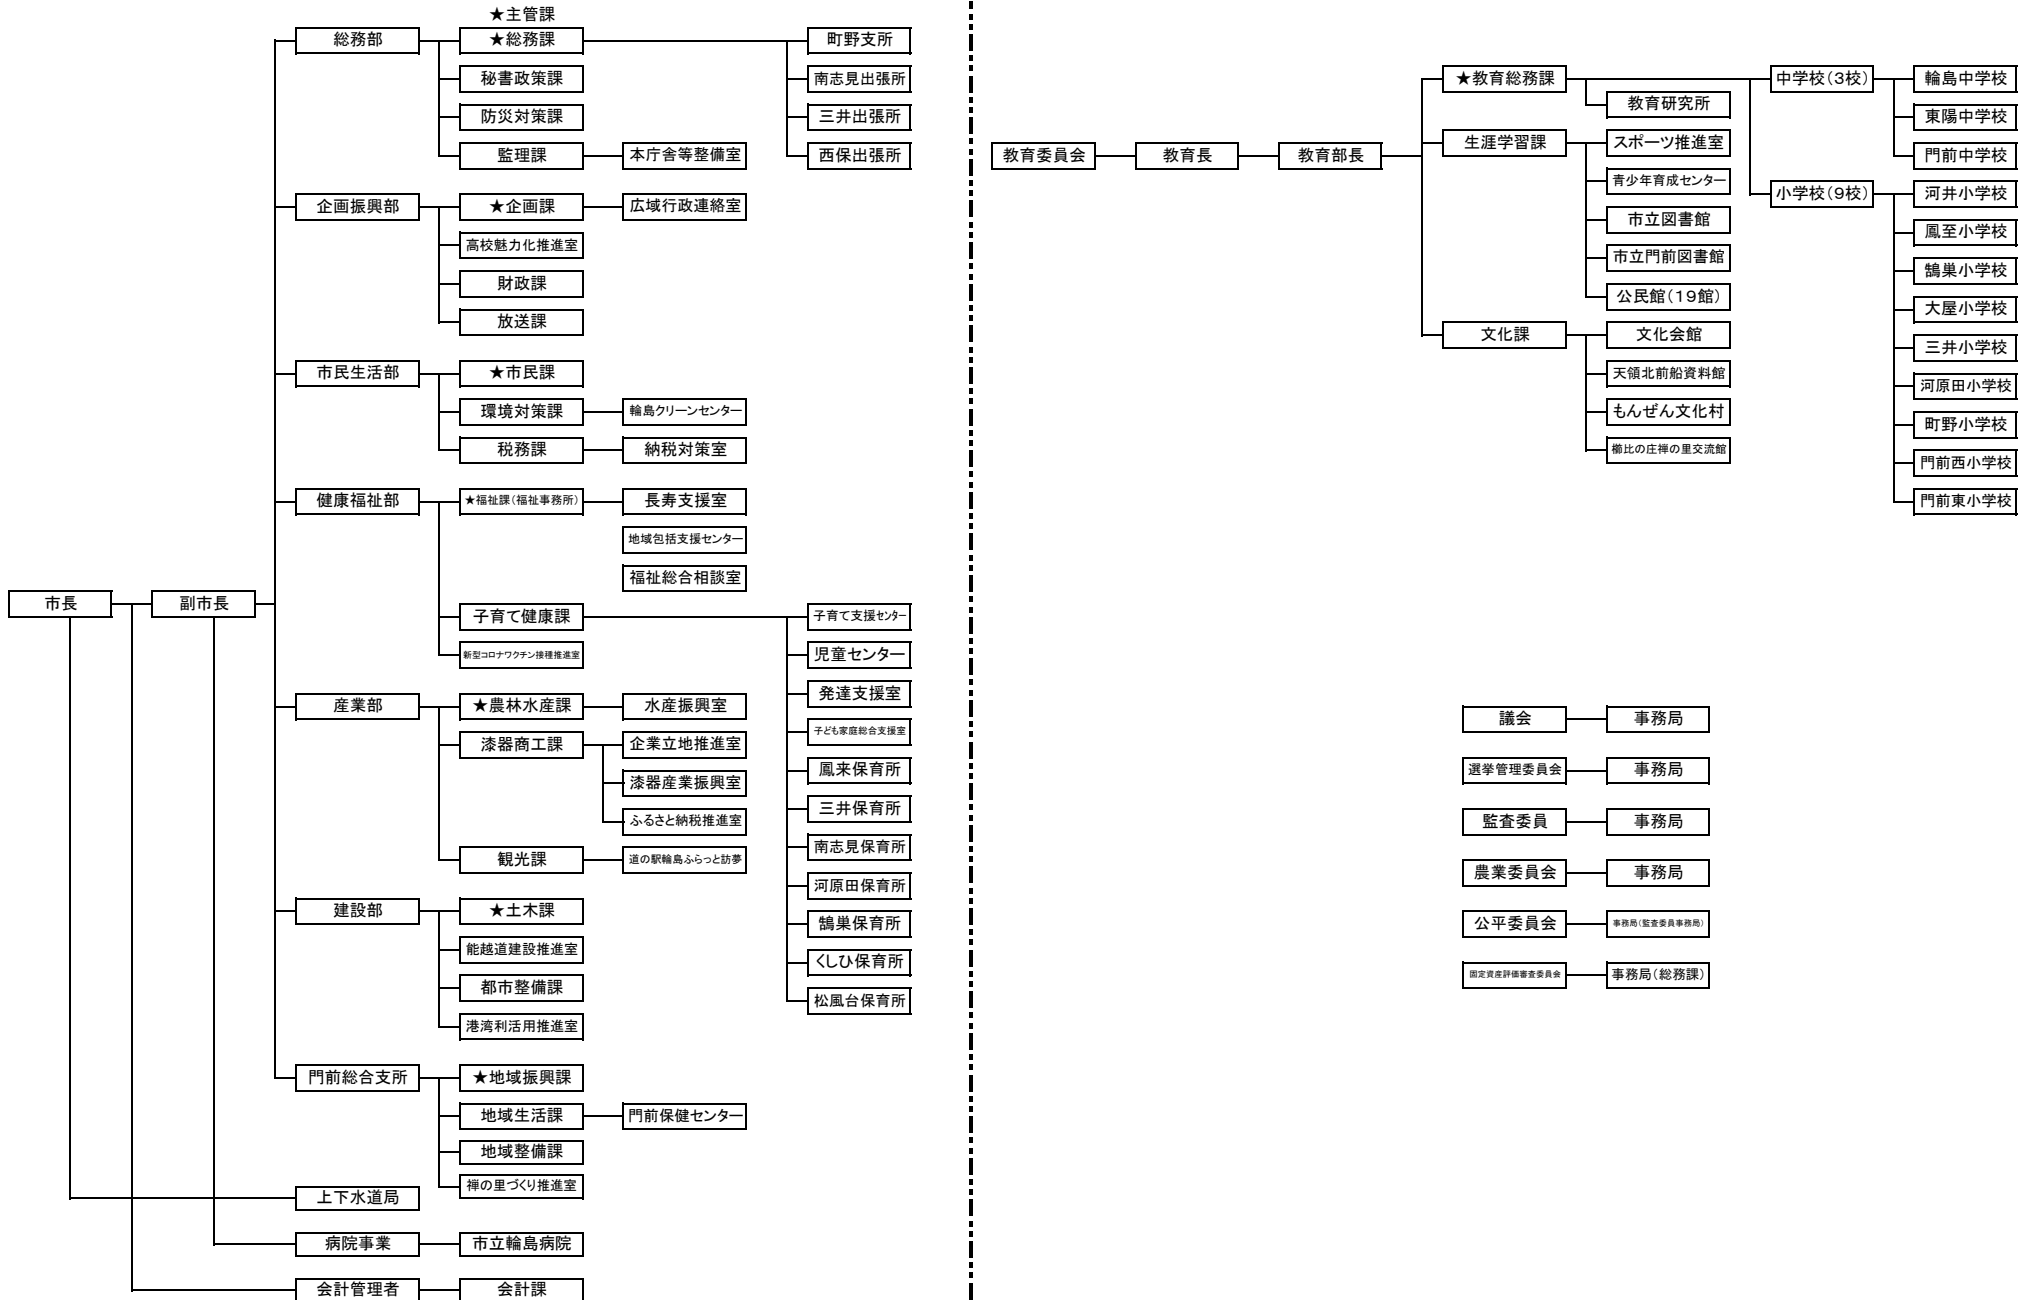 ★主管課
総務部
★総務課
町野支所
南志見出張所
三井出張所
西保出張所
秘書政策課
防災対策課
監理課
本庁舎等整備室
企画振興部
★企画課
広域行政連絡室
高校魅力化推進室
財政課
放送課
市民生活部
★市民課
環境対策課
輪島クリーンセンター
税務課
納税対策室
健康福祉部
★福祉課(福祉事務所)
長寿支援室
地域包括支援センター
福祉総合相談室
市長
副市長
子育て健康課
子育て支援センター
児童センター
発達支援室
子ども家庭総合支援室
鳳来保育所
三井保育所
南志見保育所
河原田保育所
鵠巣保育所
くしひ保育所
松風台保育所
新型コロナワクチン接種推進室
産業部
★農林水産課
水産振興室
漆器商工課
企業立地推進室
漆器産業振興室
ふるさと納税推進室
観光課
道の駅輪島ふらっと訪夢
建設部
★土木課
能越道建設推進室
都市整備課
港湾利活用推進室
門前総合支所
★地域振興課
地域生活課
門前保健センター
地域整備課
禅の里づくり推進室
上下水道局
病院事業
市立輪島病院
会計管理者
会計課
教育委員会
教育長
教育部長
★教育総務課
教育研究所
中学校(3校)
輪島中学校
東陽中学校
門前中学校
小学校(9校)
河井小学校
鳳至小学校
鵠巣小学校
大屋小学校
三井小学校
河原田小学校
町野小学校
門前西小学校
門前東小学校
生涯学習課
スポーツ推進室
青少年育成センター
市立図書館
市立門前図書館
公民館(19館)
文化課
文化会館
天領北前船資料館
もんぜん文化村
櫛比の庄禅の里交流館
議会
事務局
選挙管理委員会
事務局
監査委員
事務局
農業委員会
事務局
公平委員会
事務局(監査委員事務局)
固定資産評価審査委員会
事務局(総務課)